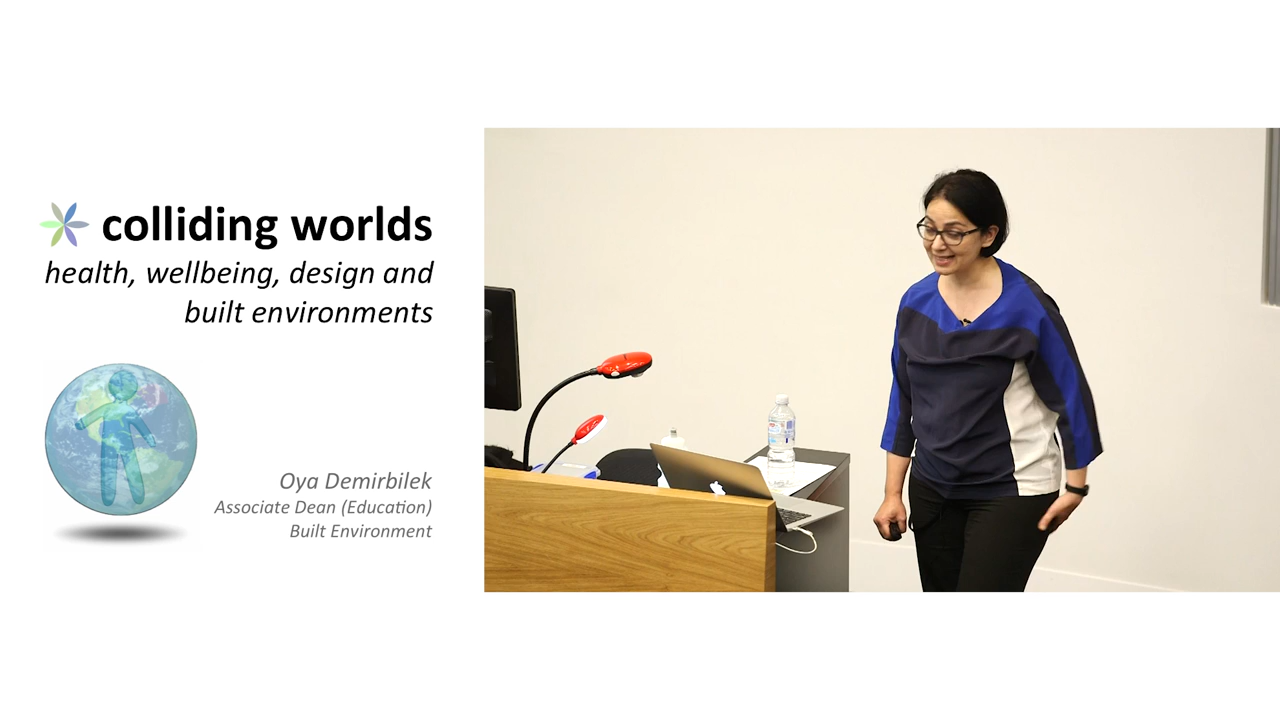 colliding worlds
health, wellbeing, design and
built environments
Oya Demirbilek
Associate Dean (Education)
Built Environment